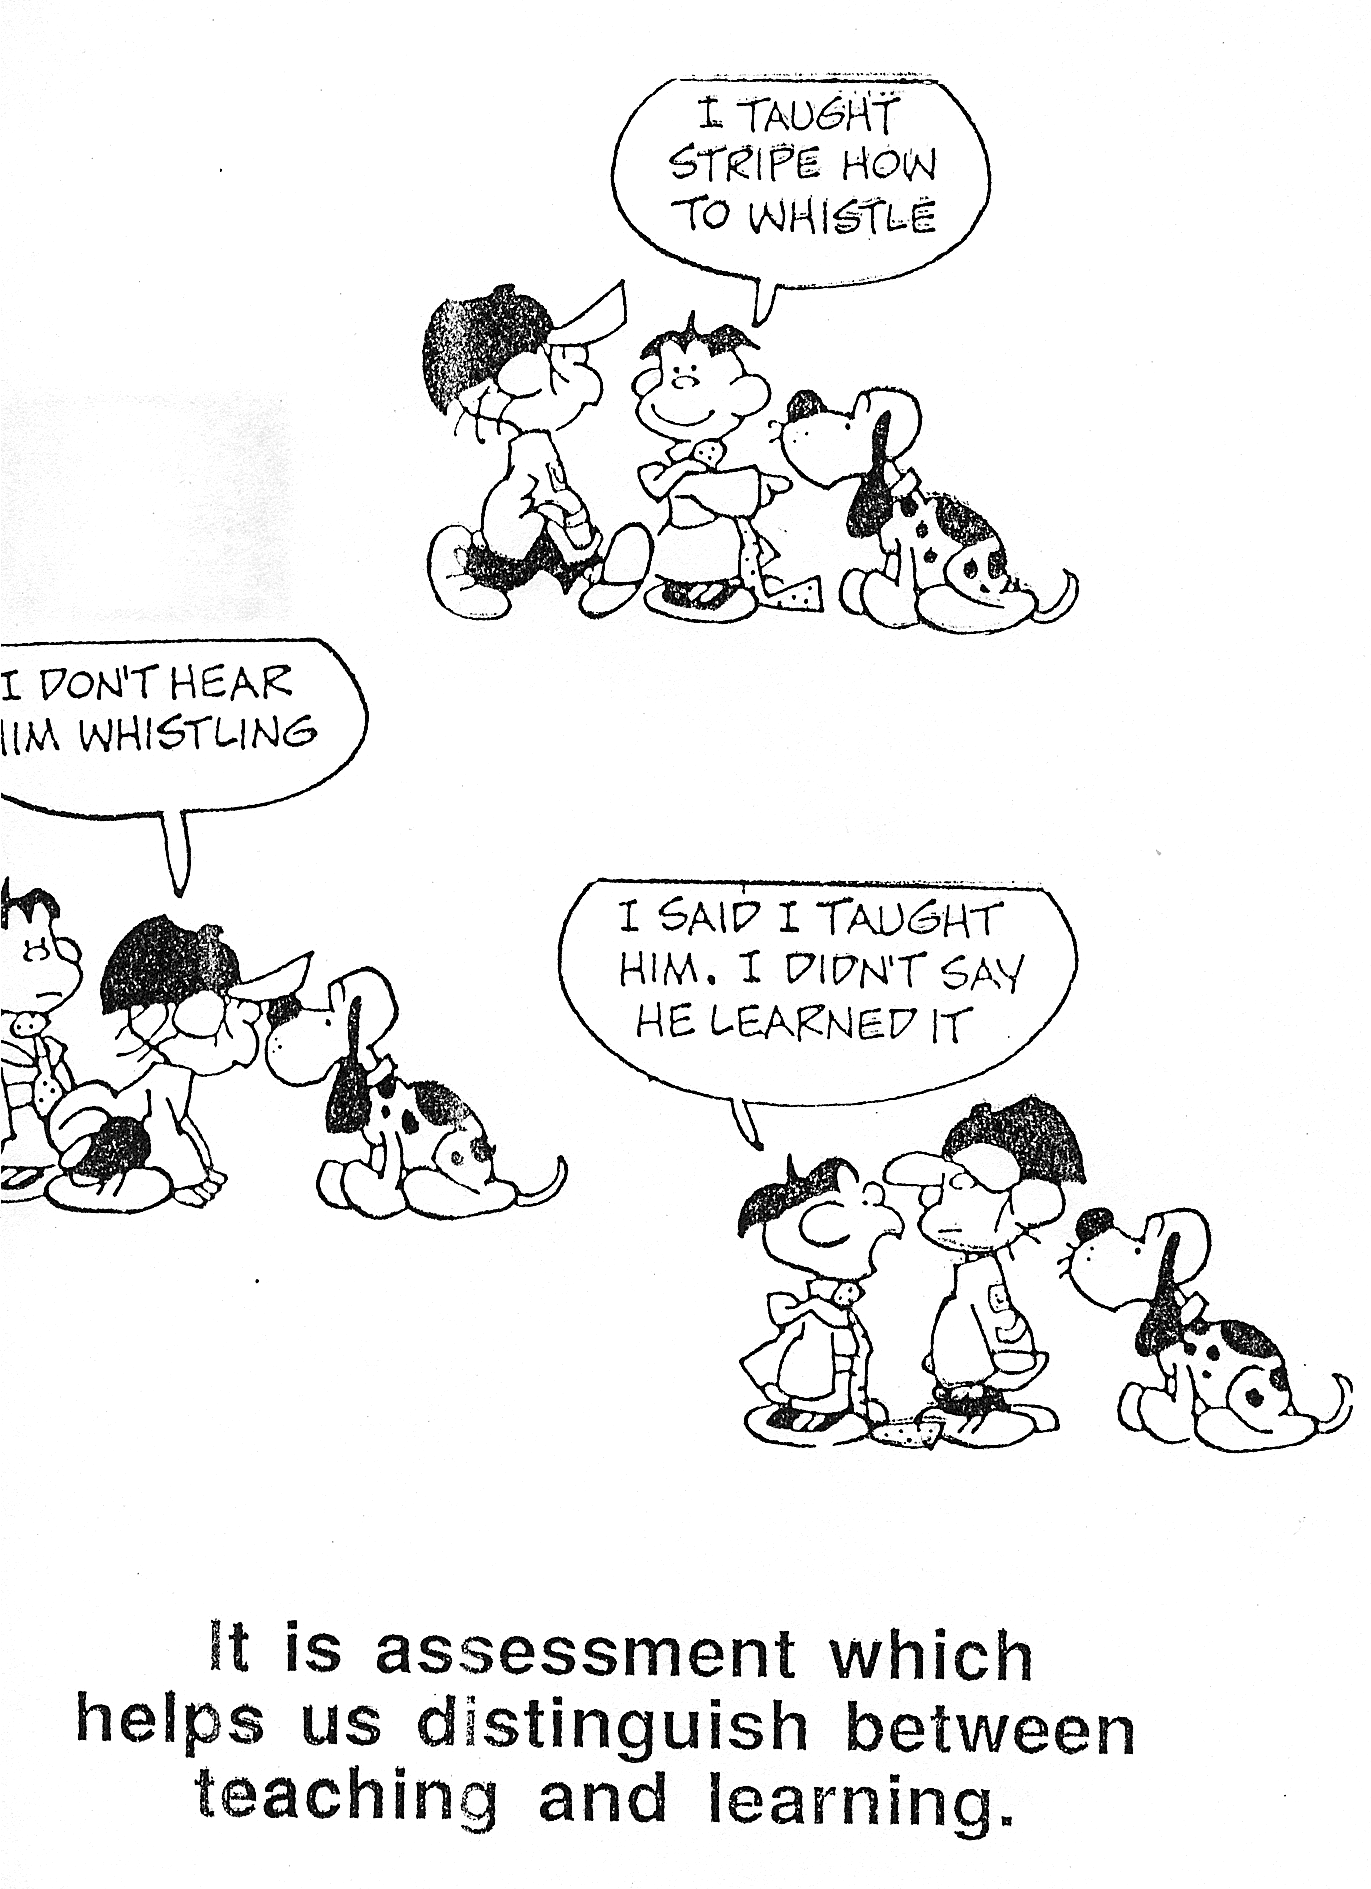 I TAUGHT
STRIPE HOW
TO WHISTLE
I DON'T HEAR
HIM WHISTLING
I SAID I TAUGHT
HIM. I DIDN'T SAY
HE LEARNED IT
It is assessment which
helps us distinguish between
teaching and learning.